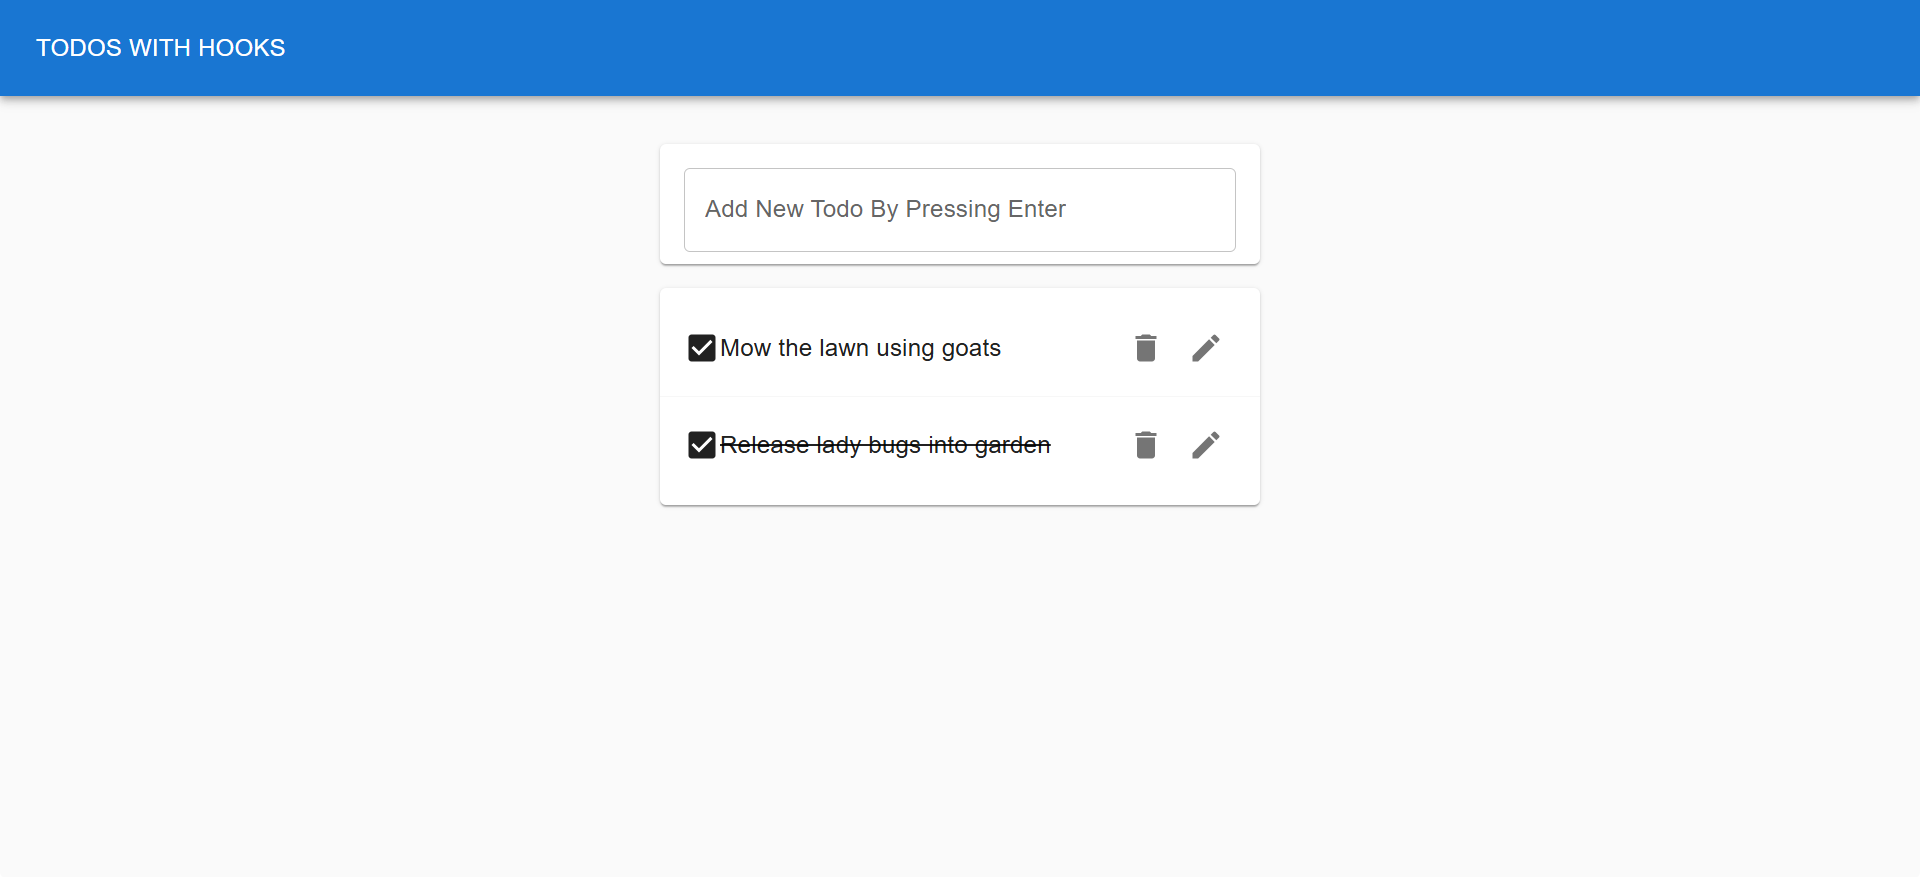 TODOS WITH HOOKS
Add New Todo By Pressing Enter
Mow the lawn using goats
Release lady bugs into garden